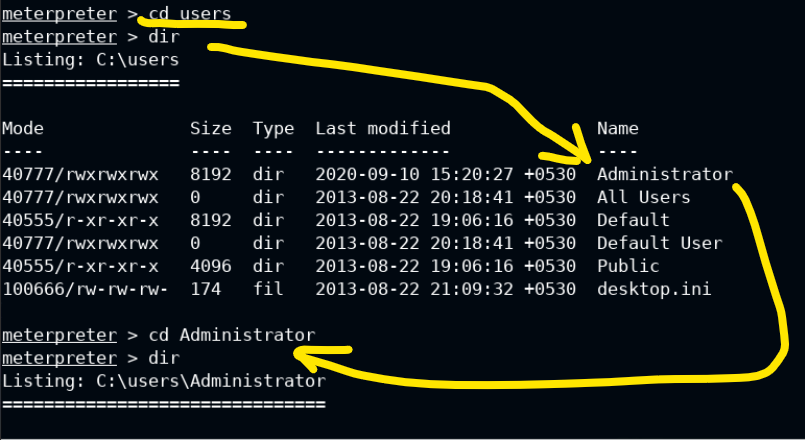 meterpreter > cd users
meterpreter > dir
Listing: C:\users
=================
Mode Size Type Last modified Name
---- ---- ---- ------------- ----
40777/rwxrwxrwx 8192 dir 2020-09-10 15:20:27 +0530 Administrator
40777/rwxrwxrwx 0 dir 2013-08-22 20:18:41 +0530 All Users
40555/r-xr-xr-x 8192 dir 2013-08-22 19:06:16 +0530 Default
40777/rwxrwxrwx 0 dir 2013-08-22 20:18:41 +0530 Default User
40555/r-xr-xr-x 4096 dir 2013-08-22 19:06:16 +0530 Public
100666/rw-rw-rw- 174 fil 2013-08-22 21:09:32 +0530 desktop.ini
meterpreter > cd Administrator
meterpreter > dir
Listing: C:\users\Administrator
===============================